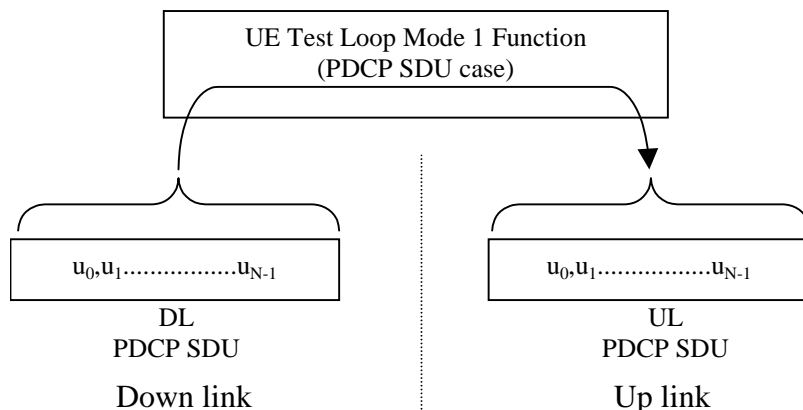 UE Test Loop Mode 1 Function
(PDCP SDU case)
u0,u1..................uN-1
u0,u1..................uN-1
DL
PDCP SDU
UL
PDCP SDU
Down link
Up link